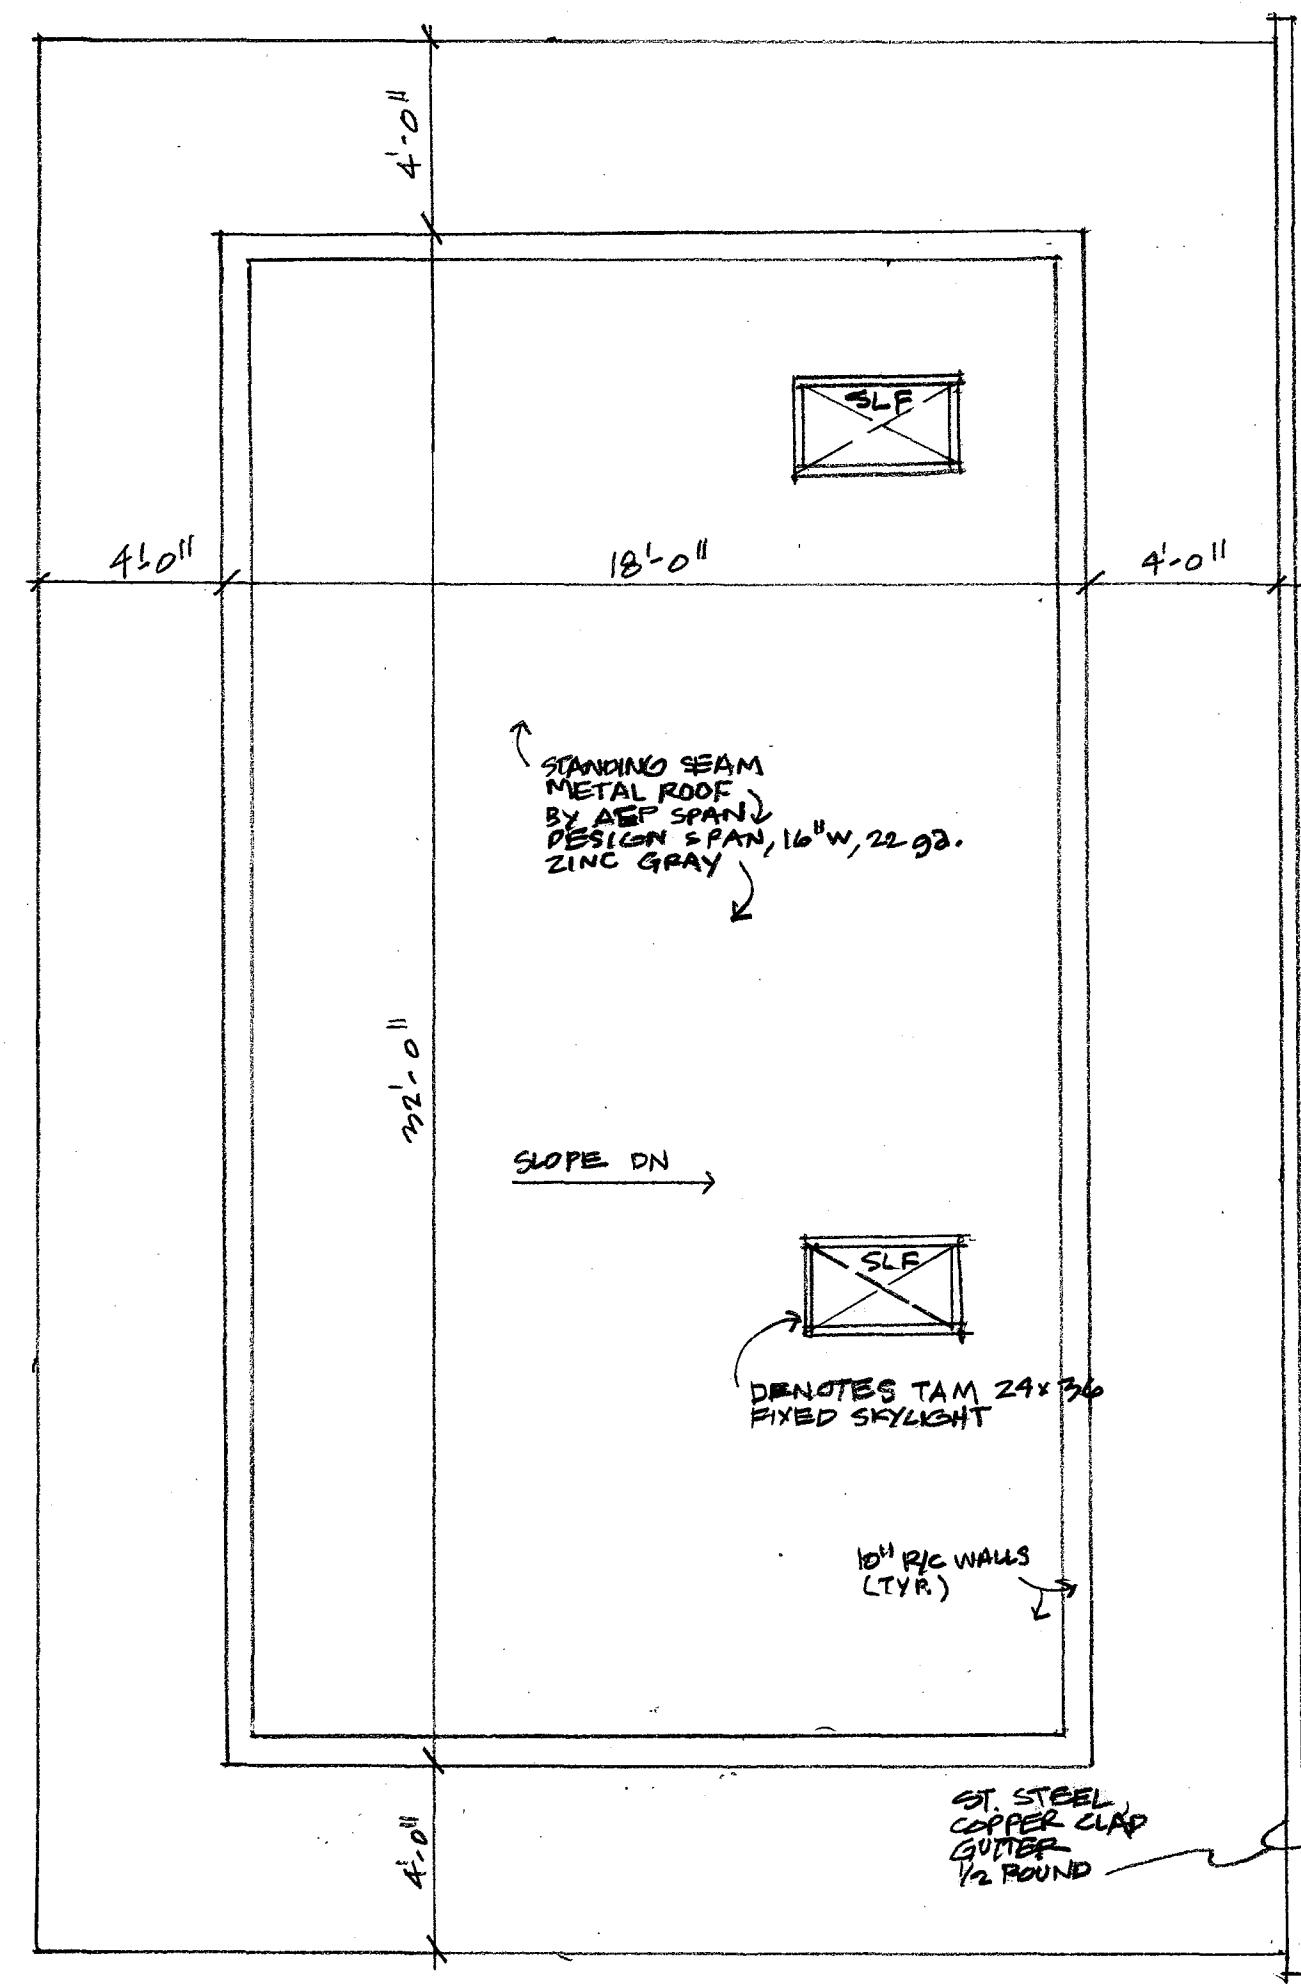 4'-0"
SLF
4'-0"
18'-0"
4'-0"
STANDING SEAM
METAL ROOF
BY AEP SPAN
DESIGN SPAN, 16"W, 22 ga.
ZINC GRAY
32'-0"
SLOPE DN
SLF
DENOTES TAM 24x36
FIXED SKYLIGHT
10" R/C WALLS
(TYP.)
4'-0"
ST. STEEL,
COPPER CLAD
GUTTER
1/2 ROUND